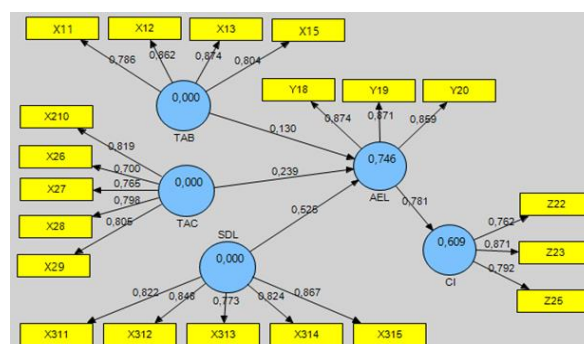 X11
X12
X13
X15
0,786
0,862
0,874
0,804
0,000
TAB
0,130
Y18
Y19
Y20
0,874
0,871
0,859
0,746
AEL
X210
X26
X27
X28
X29
0,819
0,700
0,765
0,798
0,805
0,000
TAC
0,239
SDL
0,000
0,525
0,781
0,609
CI
0,762
0,871
0,792
Z22
Z23
Z25
0,822
0,846
0,773
0,824
0,867
X311
X312
X313
X314
X315